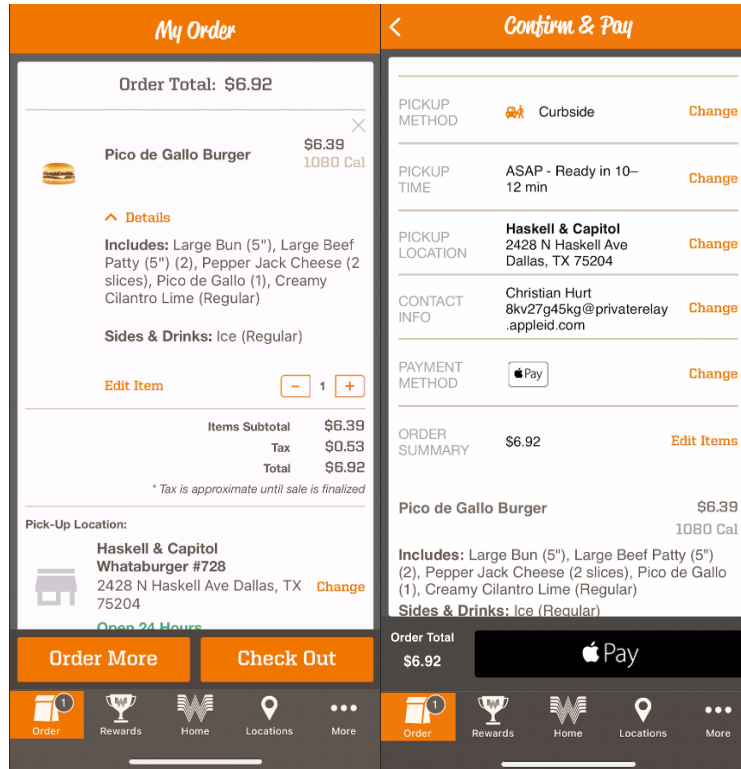 My Order
Order Total: $6.92
Pico de Gallo Burger
$6.39
1080 Cal
Details
Includes: Large Bun (5"), Large Beef
Patty (5") (2), Pepper Jack Cheese (2
slices), Pico de Gallo (1), Creamy
Cilantro Lime (Regular)
Sides & Drinks: Ice (Regular)
Edit Item
- 1 +
Items Subtotal $6.39
Tax $0.53
Total $6.92
* Tax is approximate until sale is finalized
Pick-Up Location:
Haskell & Capitol
Whataburger #728
2428 N Haskell Ave Dallas, TX
75204
Change
Open 24 Hours
Order More
Check Out
1
Order
Rewards
Home
Locations
More
Confirm & Pay
PICKUP
METHOD
Curbside
Change
PICKUP
TIME
ASAP - Ready in 10–
12 min
Change
PICKUP
LOCATION
Haskell & Capitol
2428 N Haskell Ave
Dallas, TX 75204
Change
CONTACT
INFO
Christian Hurt
8kv27g45kg@privaterelay
.appleid.com
Change
PAYMENT
METHOD
Pay
Change
ORDER
SUMMARY
$6.92
Edit Items
Pico de Gallo Burger
$6.39
1080 Cal
Includes: Large Bun (5"), Large Beef Patty (5")
(2), Pepper Jack Cheese (2 slices), Pico de Gallo
(1), Creamy Cilantro Lime (Regular)
Sides & Drinks: Ice (Regular)
Order Total
$6.92
Pay
1
Order
Rewards
Home
Locations
More